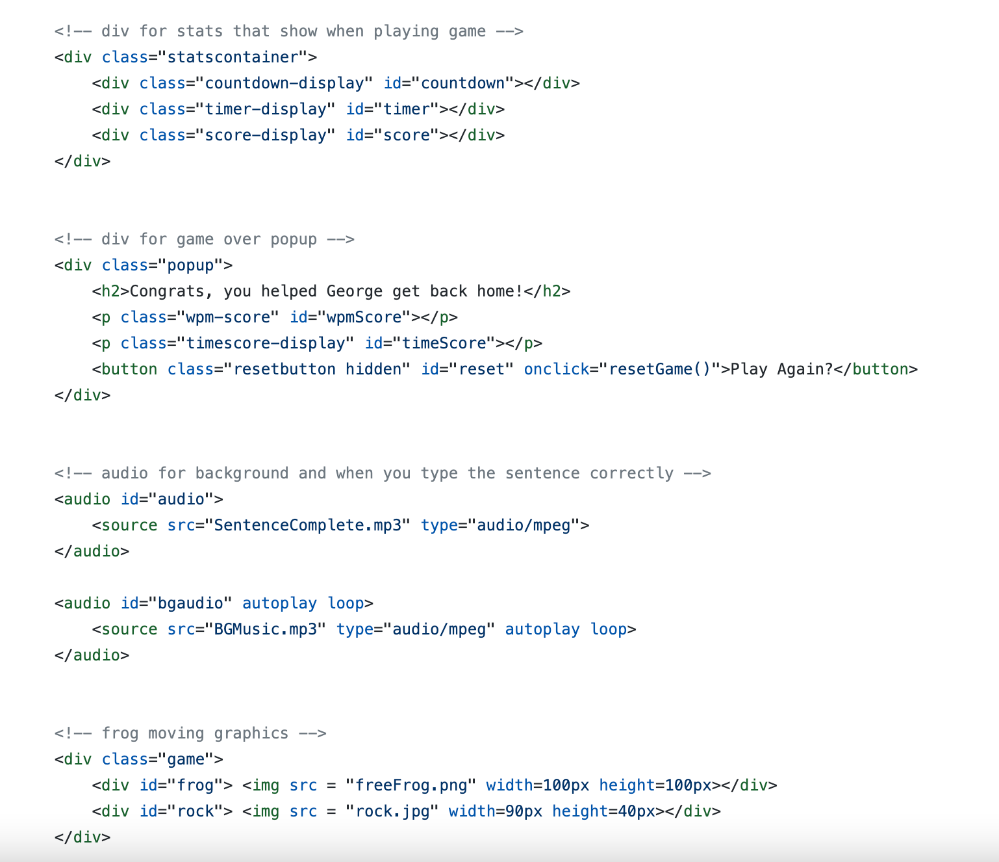 <!-- div for stats that show when playing game -->
<div class="statscontainer">
    <div class="countdown-display" id="countdown"></div>
    <div class="timer-display" id="timer"></div>
    <div class="score-display" id="score"></div>
</div>
<!-- div for game over popup -->
<div class="popup">
    <h2>Congrats, you helped George get back home!</h2>
    <p class="wpm-score" id="wpmScore"></p>
    <p class="timescore-display" id="timeScore"></p>
    <button class="resetbutton hidden" id="reset" onclick="resetGame()">Play Again?</button>
</div>
<!-- audio for background and when you type the sentence correctly -->
<audio id="audio">
    <source src="SentenceComplete.mp3" type="audio/mpeg">
</audio>
<audio id="bgaudio" autoplay loop>
    <source src="BGMusic.mp3" type="audio/mpeg" autoplay loop>
</audio>
<!-- frog moving graphics -->
<div class="game">
    <div id="frog"> <img src = "freeFrog.png" width=100px height=100px></div>
    <div id="rock"> <img src = "rock.jpg" width=90px height=40px></div>
</div>